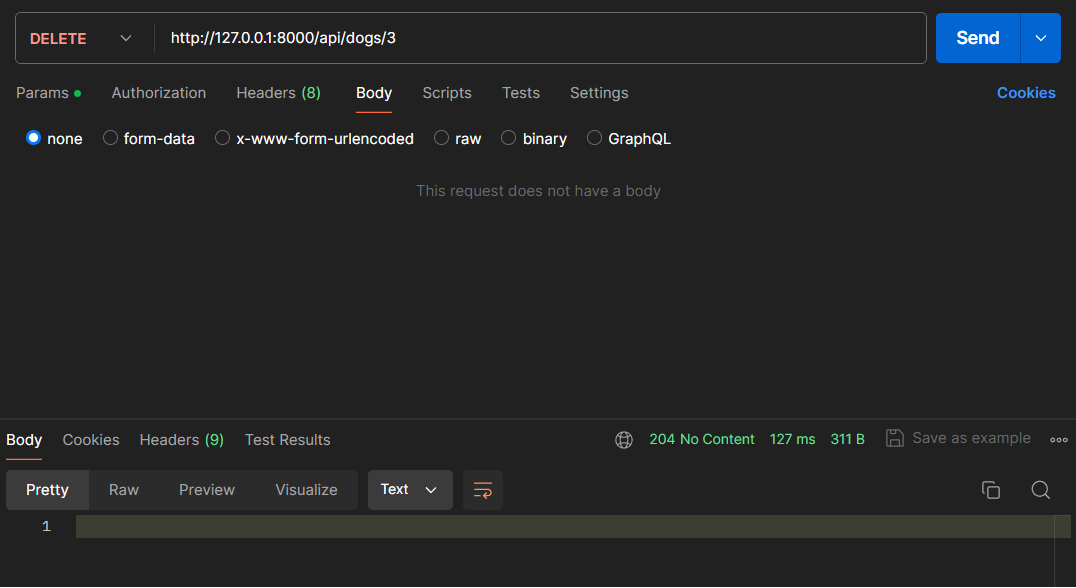 DELETE http://127.0.0.1:8000/api/dogs/3 Send
Params Authorization Headers (8) Body Scripts Tests Settings Cookies
none form-data x-www-form-urlencoded raw binary GraphQL
This request does not have a body
Body Cookies Headers (9) Test Results 204 No Content 127 ms 311 B Save as example
Pretty Raw Preview Visualize Text
1